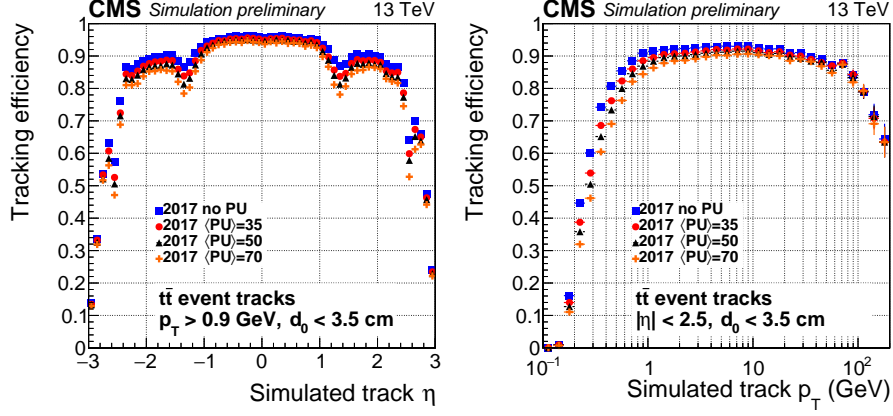 CMS Simulation preliminary 13 TeV
Tracking efficiency
1
0.9
0.8
0.7
0.6
0.5
0.4
0.3
0.2
0.1
0
2017 no PU
2017 ⟨PU⟩=35
2017 ⟨PU⟩=50
2017 ⟨PU⟩=70
tt̄ event tracks
p_T > 0.9 GeV, d_0 < 3.5 cm
−3 −2 −1 0 1 2 3
Simulated track η
CMS Simulation preliminary 13 TeV
Tracking efficiency
1
0.9
0.8
0.7
0.6
0.5
0.4
0.3
0.2
0.1
0
2017 no PU
2017 ⟨PU⟩=35
2017 ⟨PU⟩=50
2017 ⟨PU⟩=70
tt̄ event tracks
|η| < 2.5, d_0 < 3.5 cm
10^−1 1 10 10^2
Simulated track p_T (GeV)